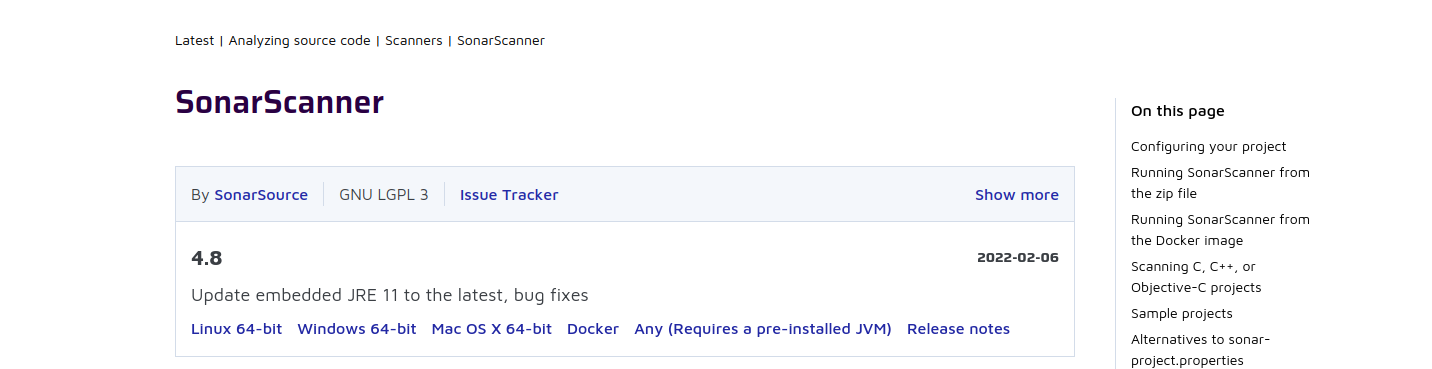 Latest | Analyzing source code | Scanners | SonarScanner
SonarScanner
By SonarSource GNU LGPL 3 Issue Tracker Show more
4.8 2022-02-06
Update embedded JRE 11 to the latest, bug fixes
Linux 64-bit Windows 64-bit Mac OS X 64-bit Docker Any (Requires a pre-installed JVM) Release notes
On this page
Configuring your project
Running SonarScanner from
the zip file
Running SonarScanner from
the Docker image
Scanning C, C++, or
Objective-C projects
Sample projects
Alternatives to sonar-
project.properties